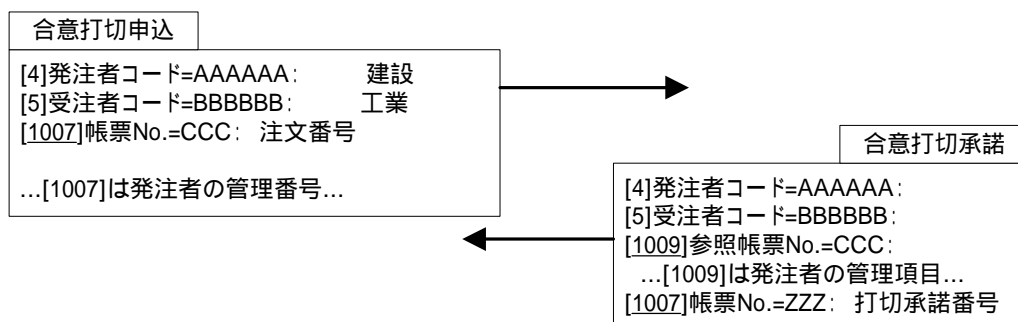 合意打切申込
[4]発注者コード=AAAAAA: 建設
[5]受注者コード=BBBBBB: 工業
[1007]帳票No.=CCC: 注文番号
...[1007]は発注者の管理番号...
合意打切承諾
[4]発注者コード=AAAAAA:
[5]受注者コード=BBBBBB:
[1009]参照帳票No.=CCC:
...[1009]は発注者の管理項目...
[1007]帳票No.=ZZZ: 打切承諾番号